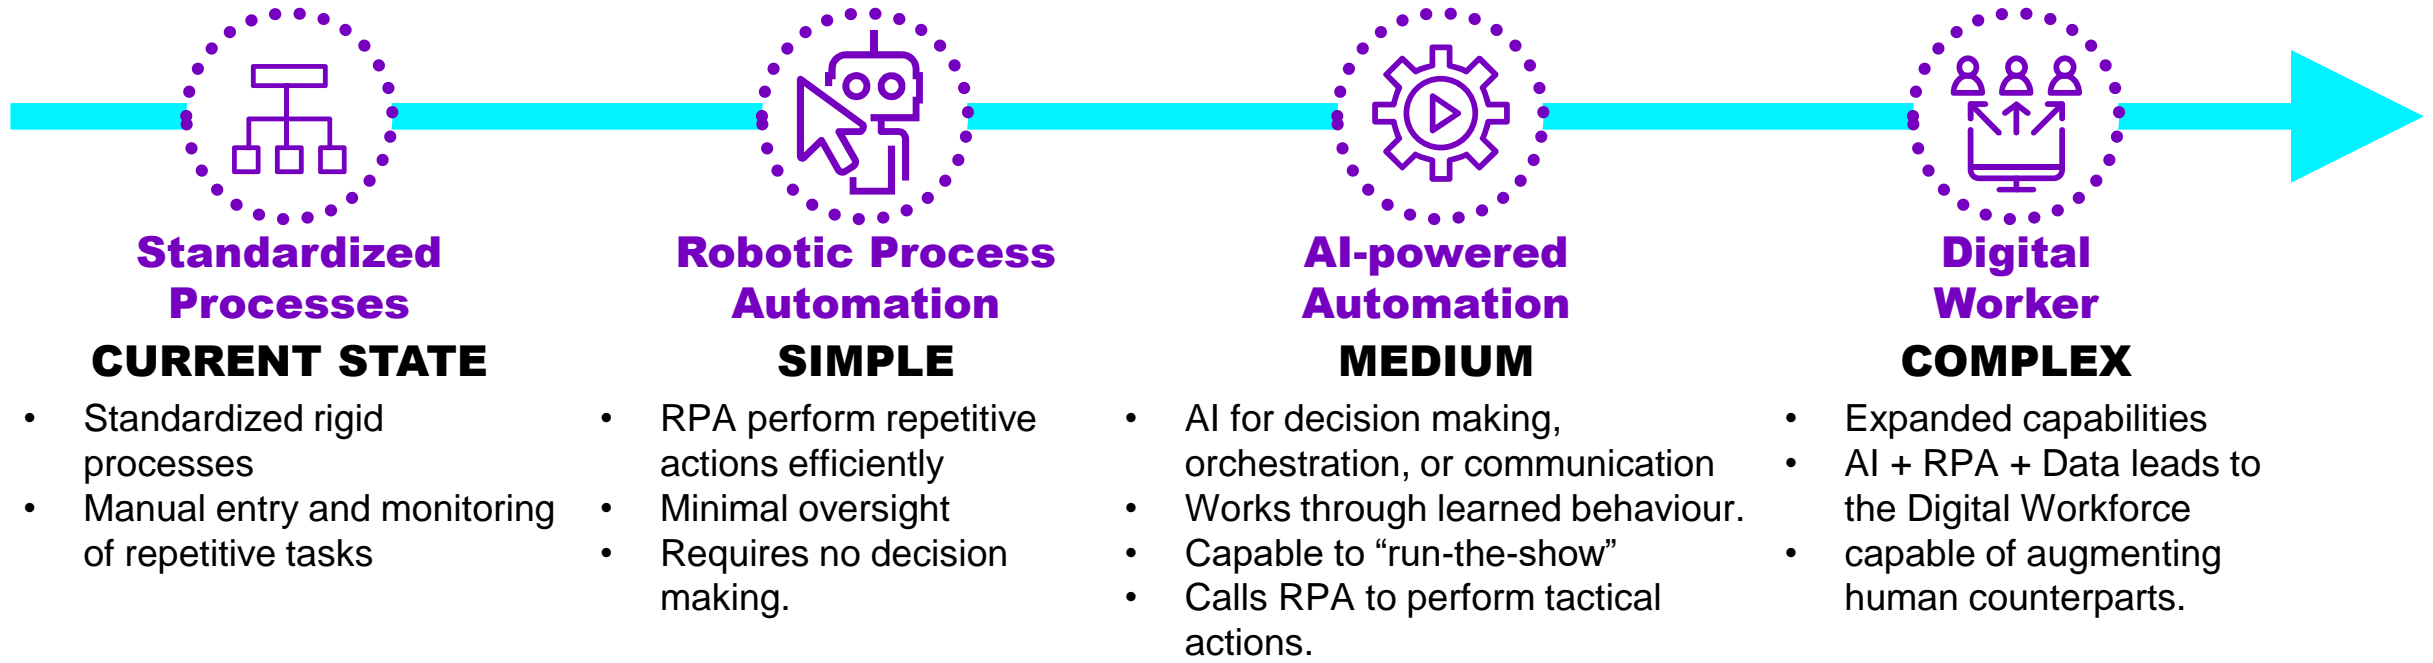 Standardized
Processes
CURRENT STATE
• Standardized rigid
processes
• Manual entry and monitoring
of repetitive tasks
Robotic Process
Automation
SIMPLE
• RPA perform repetitive
actions efficiently
• Minimal oversight
• Requires no decision
making.
AI-powered
Automation
MEDIUM
• AI for decision making,
orchestration, or communication
• Works through learned behaviour.
• Capable to “run-the-show”
• Calls RPA to perform tactical
actions.
Digital
Worker
COMPLEX
• Expanded capabilities
• AI + RPA + Data leads to
the Digital Workforce
• capable of augmenting
human counterparts.